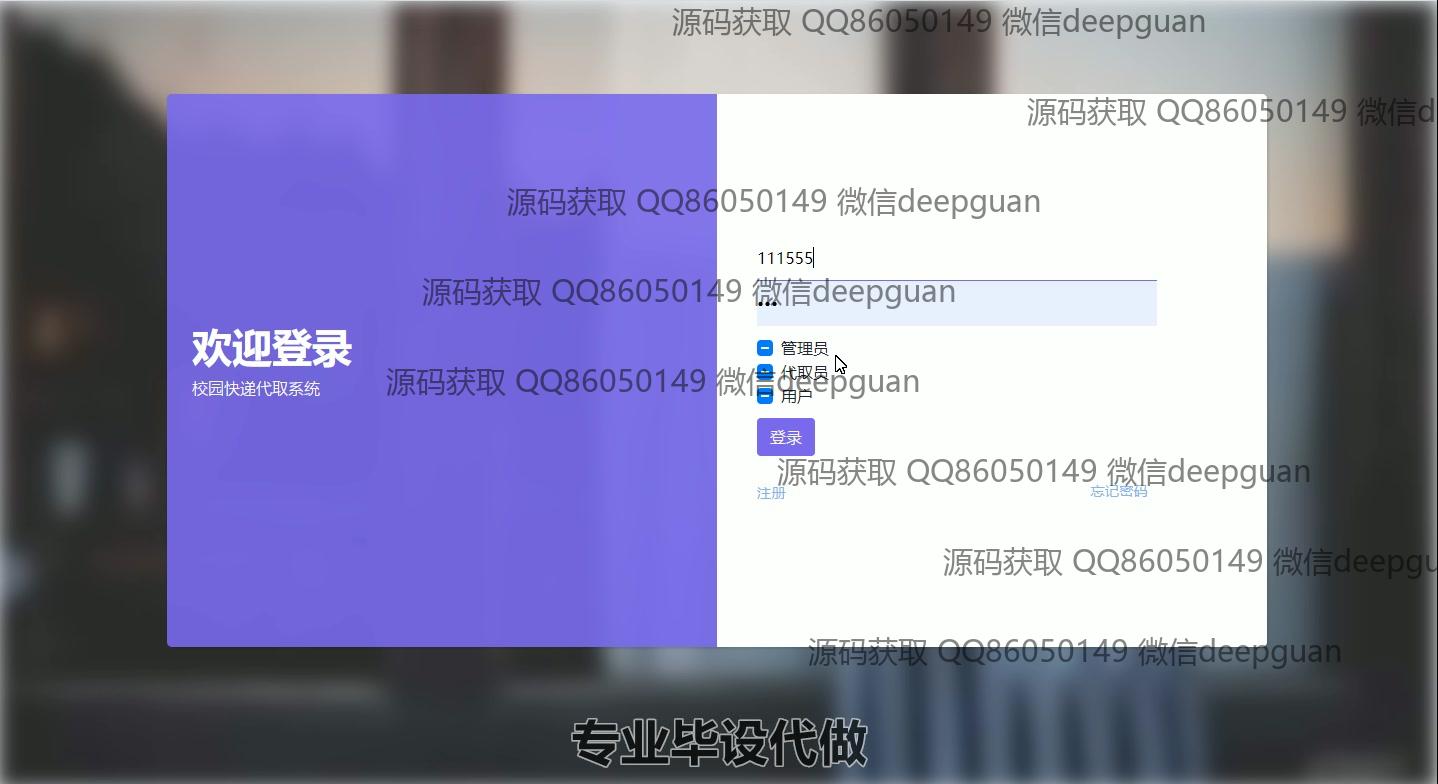 源码获取 QQ86050149 微信deepguan
源码获取 QQ86050149 微信d
源码获取 QQ86050149 微信deepguan
111555
源码获取 QQ86050149 微信deepguan
•••
欢迎登录
校园快递代取系统
管理员
代取员
源码获取 QQ86050149 微信deepguan
用户
登录
源码获取 QQ86050149 微信deepguan
注册
忘记密码
源码获取 QQ86050149 微信deepgu
源码获取 QQ86050149 微信deepguan
专业毕设代做